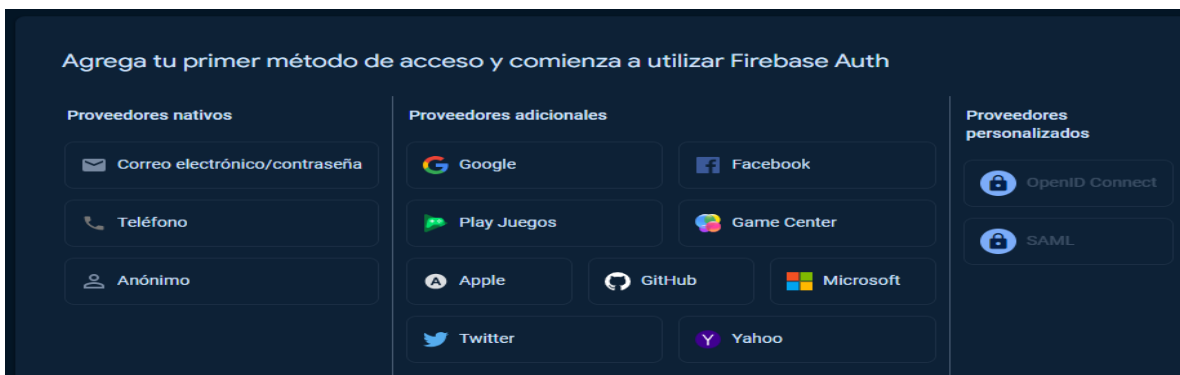 Agrega tu primer método de acceso y comienza a utilizar Firebase Auth
Proveedores nativos
Correo electrónico/contraseña
Teléfono
Anónimo
Proveedores adicionales
Google
Facebook
Play Juegos
Game Center
Apple
GitHub
Microsoft
Twitter
Yahoo
Proveedores
personalizados
OpenID Connect
SAML